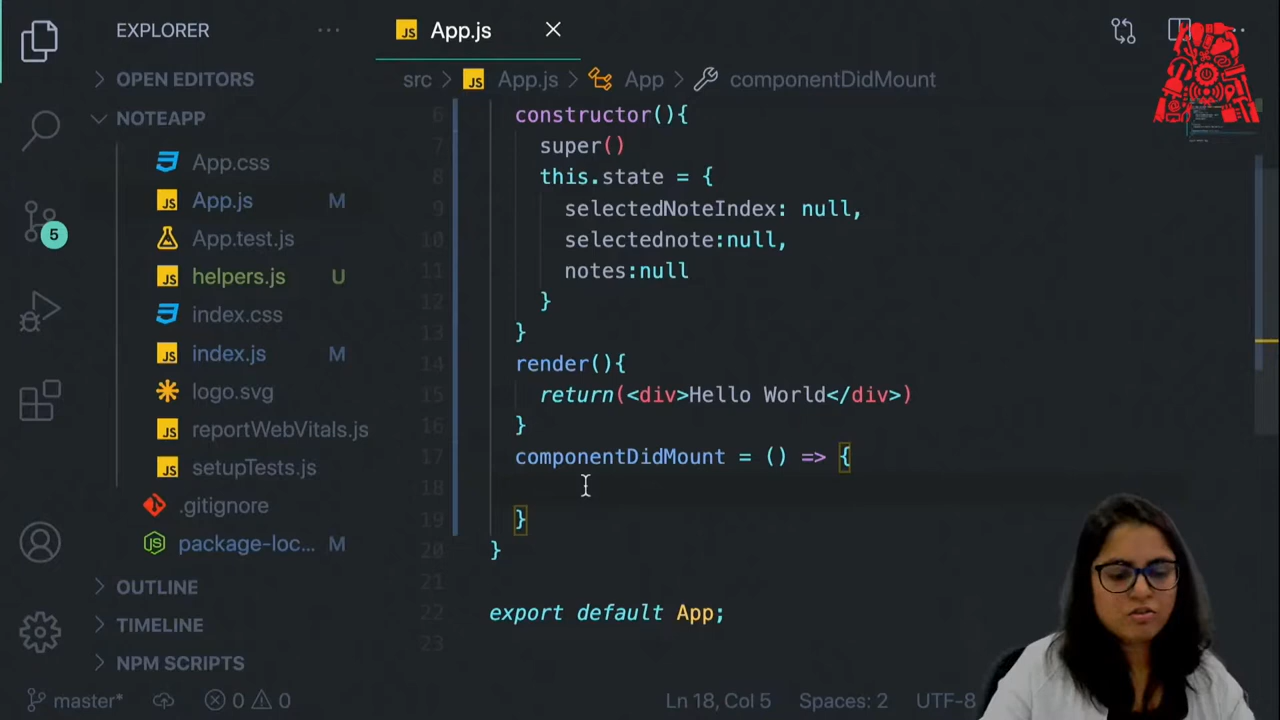 EXPLORER
OPEN EDITORS
NOTEAPP
App.css
App.js M
App.test.js
helpers.js U
index.css
index.js M
logo.svg
reportWebVitals.js
setupTests.js
.gitignore
package-loc... M
OUTLINE
TIMELINE
NPM SCRIPTS
5
JS App.js
src > JS App.js > App > componentDidMount
6 constructor(){
7 super()
8 this.state = {
9 selectedNoteIndex: null,
10 selectednote:null,
11 notes:null
12 }
13 }
14 render(){
15 return(<div>Hello World</div>)
16 }
17 componentDidMount = () => {
18
19 }
20 }
21
22 export default App;
23
master* 0 0 Ln 18, Col 5 Spaces: 2 UTF-8